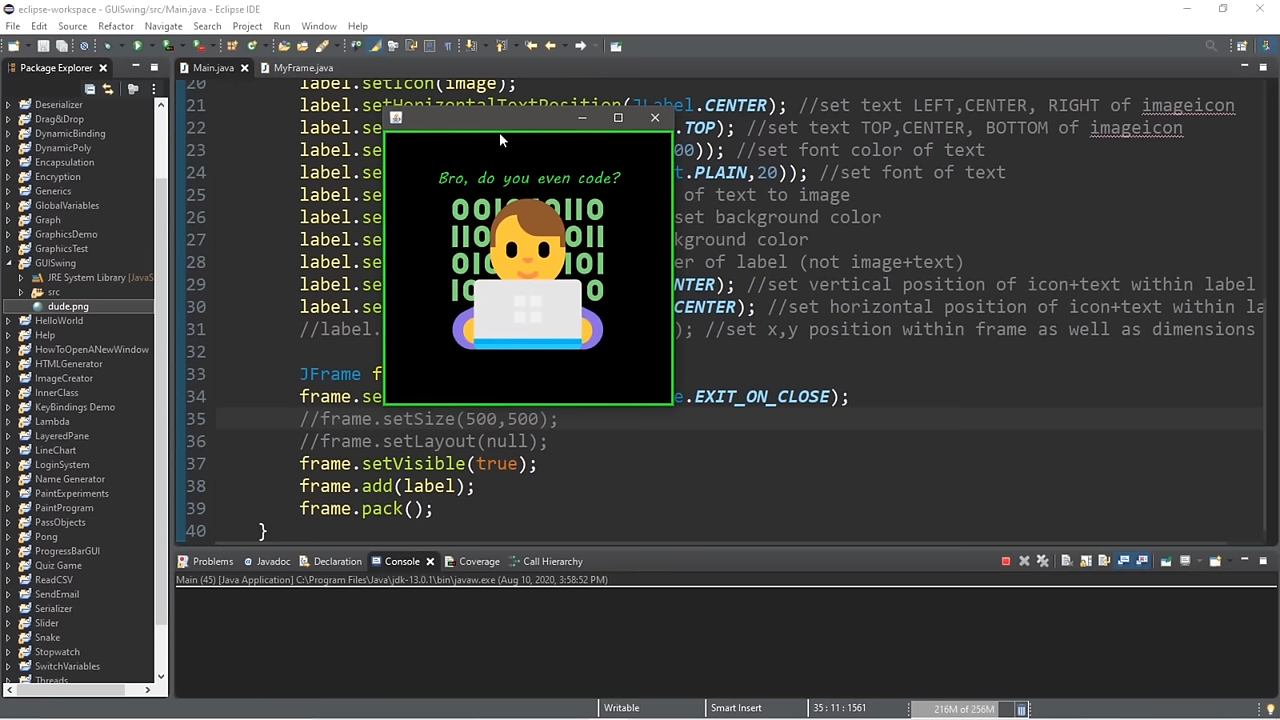 eclipse-workspace - GUISwing/src/Main.java - Eclipse IDE
File Edit Source Refactor Navigate Search Project Run Window Help
Package Explorer
Main.java MyFrame.java
Deserializer
Drag&Drop
DynamicBinding
DynamicPoly
Encapsulation
Encryption
Generics
GlobalVariables
Graph
GraphicsDemo
GraphicsTest
GUISwing
JRE System Library [JavaS
src
dude.png
HelloWorld
Help
HowToOpenANewWindow
HTMLGenerator
ImageCreator
InnerClass
KeyBindings Demo
Lambda
LayeredPane
LineChart
LoginSystem
Name Generator
PaintExperiments
PaintProgram
PassObjects
Pong
ProgressBarGUI
Quiz Game
ReadCSV
SendEmail
Serializer
Slider
Snake
Stopwatch
SwitchVariables
Threads
20 label.setIcon(image);
21 label.setHorizontalTextPosition(JLabel.CENTER); //set text LEFT,CENTER, RIGHT of imageicon
22 label.se .TOP); //set text TOP,CENTER, BOTTOM of imageicon
23 label.se 00)); //set font color of text
24 label.se t.PLAIN,20)); //set font of text
25 label.se of text to image
26 label.se set background color
27 label.se kground color
28 label.se er of label (not image+text)
29 label.se NTER); //set vertical position of icon+text within label
30 label.se CENTER); //set horizontal position of icon+text within la
31 //label. ); //set x,y position within frame as well as dimensions
32
33 JFrame f
34 frame.se e.EXIT_ON_CLOSE);
35 //frame.setSize(500,500);
36 //frame.setLayout(null);
37 frame.setVisible(true);
38 frame.add(label);
39 frame.pack();
40 }
Bro, do you even code?
Problems Javadoc Declaration Console Coverage Call Hierarchy
Main (45) [Java Application] C:\Program Files\Java\jdk-13.0.1\bin\javaw.exe (Aug 10, 2020, 3:58:52 PM)
Writable Smart Insert 35 : 11 : 1561 216M of 256M